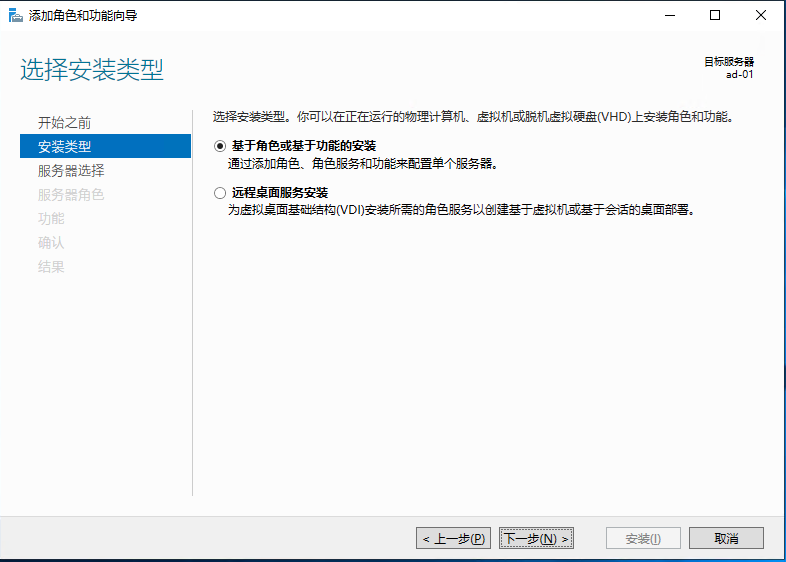 添加角色和功能向导
选择安装类型
目标服务器
ad-01
开始之前
安装类型
服务器选择
服务器角色
功能
确认
结果
选择安装类型。你可以在正在运行的物理计算机、虚拟机或脱机虚拟硬盘(VHD)上安装角色和功能。
基于角色或基于功能的安装
通过添加角色、角色服务和功能来配置单个服务器。
远程桌面服务安装
为虚拟桌面基础结构(VDI)安装所需的角色服务以创建基于虚拟机或基于会话的桌面部署。
< 上一步(P)
下一步(N) >
安装(I)
取消